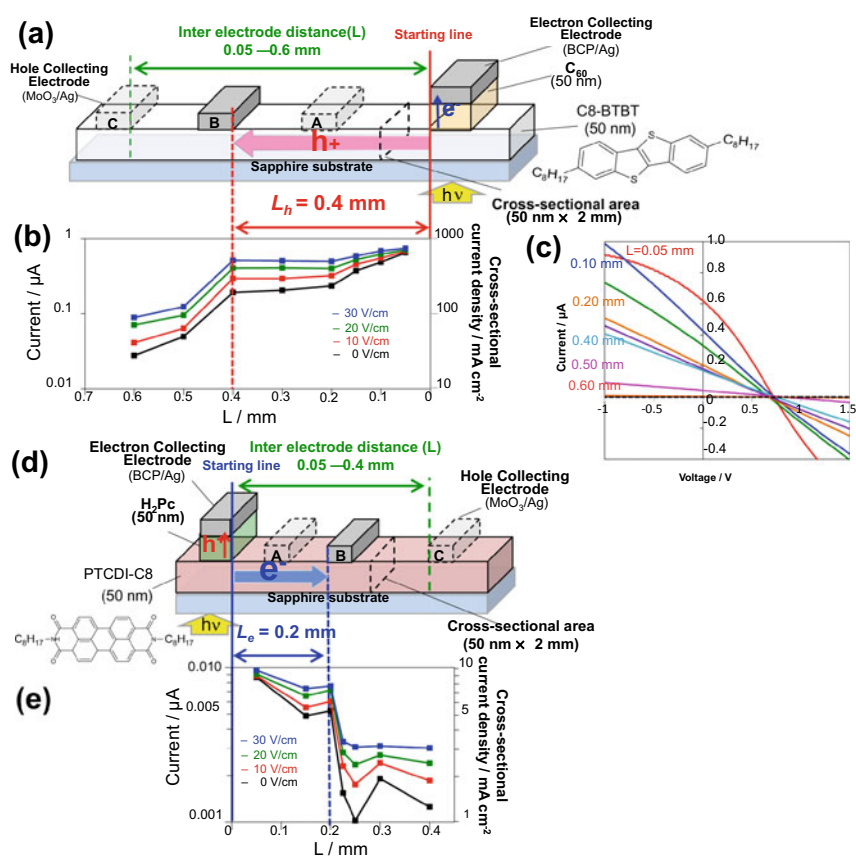 (a)
Inter electrode distance(L)
0.05 —0.6 mm
Starting line
Electron Collecting
Electrode
(BCP/Ag)
C60
(50 nm)
Hole Collecting
Electrode
(MoO3/Ag)
C
B
A
e-
h+
C8-BTBT
(50 nm)
Sapphire substrate
C8H17
S
S
C8H17
hν
Cross-sectional area
(50 nm × 2 mm)
Lh = 0.4 mm
(b)
1
0.1
0.01
Current / μA
1000
100
10
Cross-sectional
current density / mA cm-2
– 30 V/cm
– 20 V/cm
– 10 V/cm
– 0 V/cm
0.7 0.6 0.5 0.4 0.3 0.2 0.1 0
L / mm
(c)
L=0.05 mm
0.10 mm
0.20 mm
0.40 mm
0.50 mm
0.60 mm
1.0
0.8
0.6
0.4
0.2
0
-0.2
-0.4
Current / μA
-1 -0.5 0 0.5 1 1.5
Voltage / V
(d)
Electron Collecting
Electrode
(BCP/Ag)
Starting line
Inter electrode distance (L)
0.05 —0.4 mm
Hole Collecting
Electrode
(MoO3/Ag)
H2Pc
(50 nm)
h+
A
B
C
e-
PTCDI-C8
(50 nm)
Sapphire substrate
C8H17
O
O
N
N
O
O
C8H17
hν
Le = 0.2 mm
Cross-sectional area
(50 nm × 2 mm)
(e)
0.010
0.005
0.001
Current / μA
10
5
1
Cross-sectional
current density / mA cm-2
– 30 V/cm
– 20 V/cm
– 10 V/cm
– 0 V/cm
0 0.1 0.2 0.3 0.4
L / mm